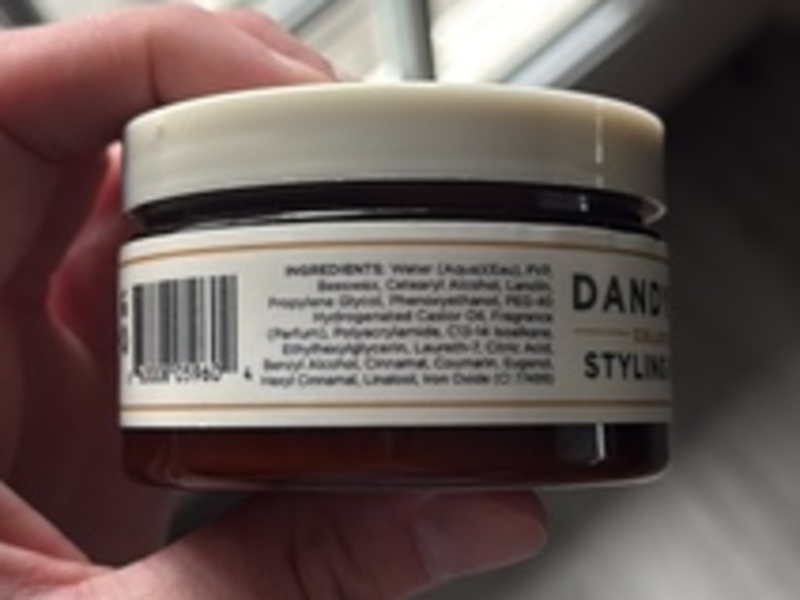 INGREDIENTS: Water (Aqua)(Eau), PVP,
Beeswax, Cetearyl Alcohol, Lanolin,
Propylene Glycol, Phenoxyethanol, PEG-40
Hydrogenated Castor Oil, Fragrance
(Parfum), Polyacrylamide, C13-14 Isoalkane,
Ethylhexylglycerin, Laureth-7, Citric Acid,
Benzyl Alcohol, Cinnamal, Coumarin, Eugenol,
Hexyl Cinnamal, Linalool, Iron Oxide (CI 77499)
DAND
STYLING